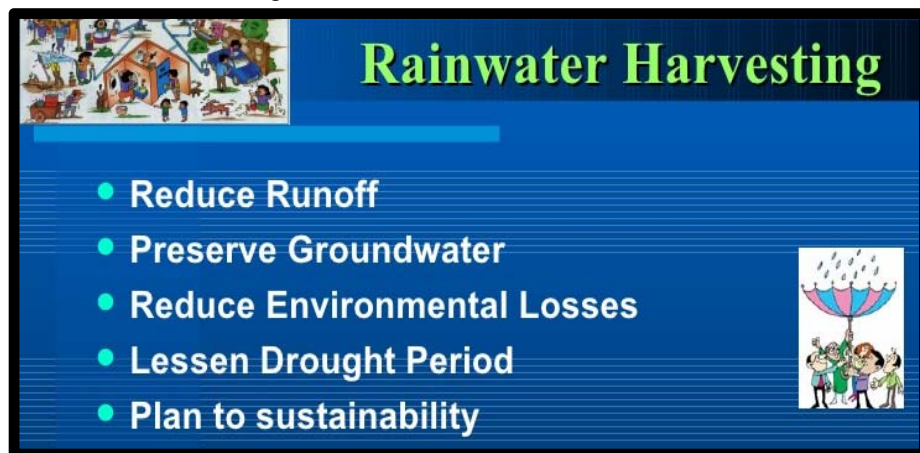 Rainwater Harvesting
Reduce Runoff
Preserve Groundwater
Reduce Environmental Losses
Lessen Drought Period
Plan to sustainability